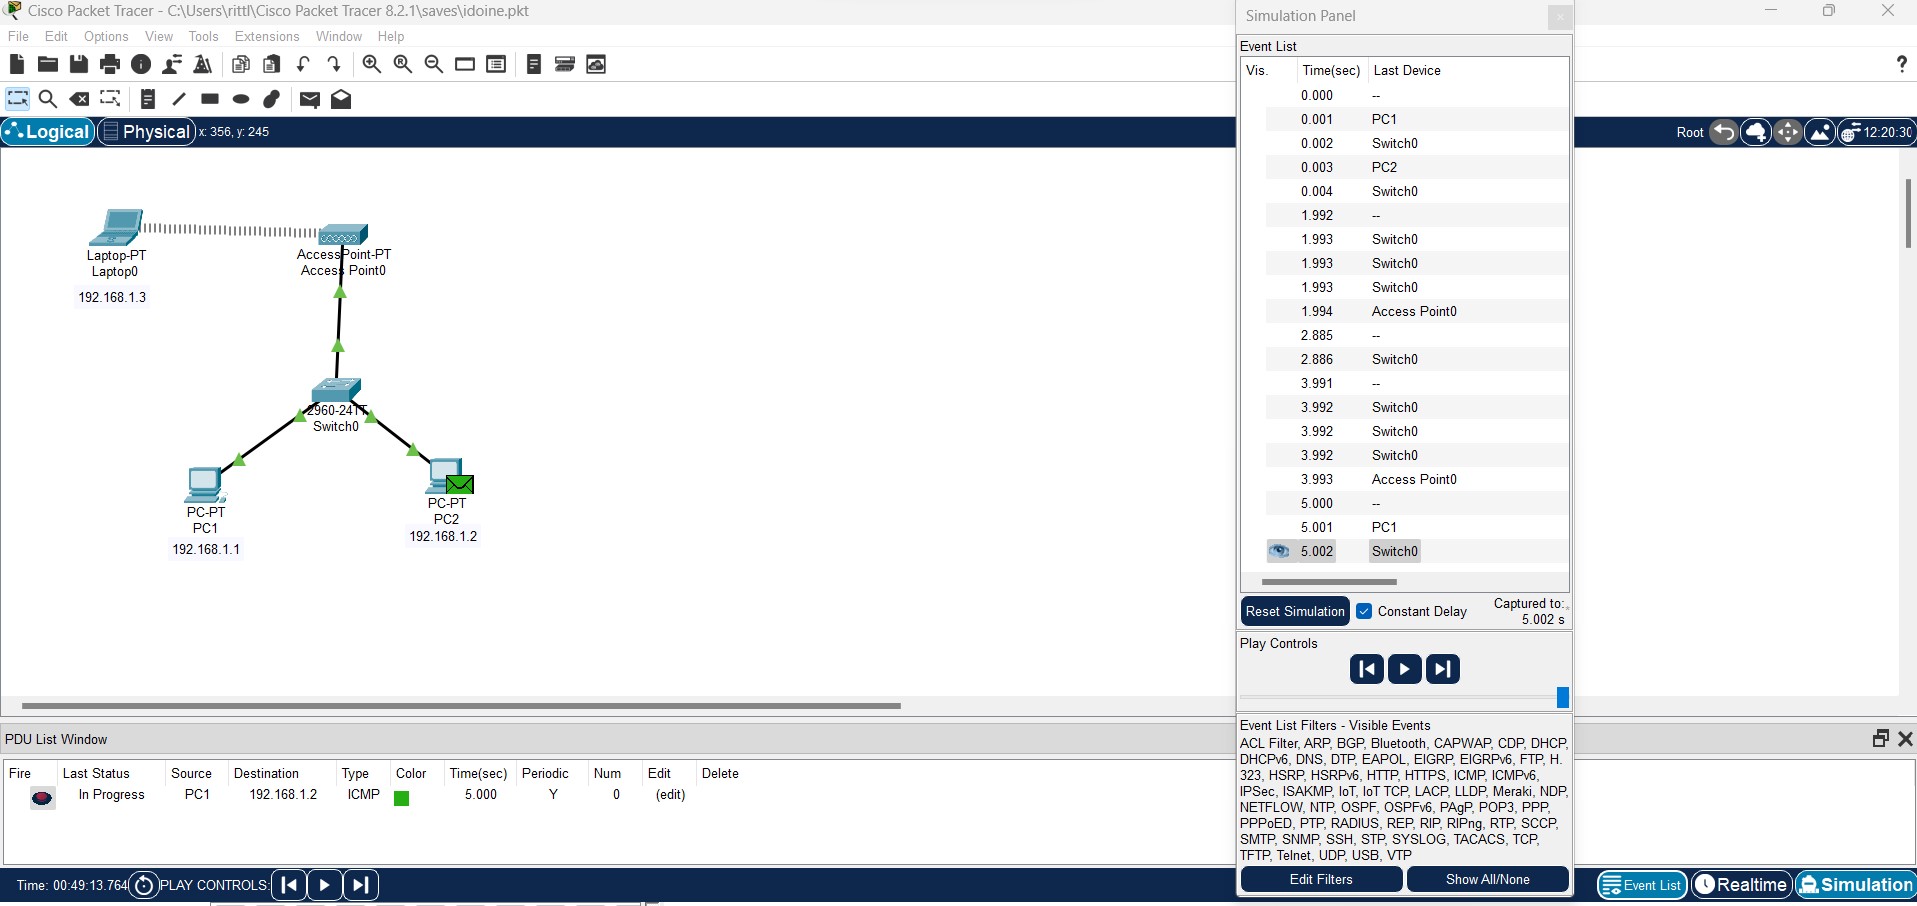 Cisco Packet Tracer - C:\Users\rittl\Cisco Packet Tracer 8.2.1\saves\idoine.pkt
File Edit Options View Tools Extensions Window Help
?
Logical Physical x: 356, y: 245
Root 12:20:30
Laptop-PT
Laptop0
192.168.1.3
AccessPoint-PT
Access Point0
2960-24TT
Switch0
PC-PT
PC1
192.168.1.1
PC-PT
PC2
192.168.1.2
Simulation Panel
Event List
Vis. Time(sec) Last Device
0.000 --
0.001 PC1
0.002 Switch0
0.003 PC2
0.004 Switch0
1.992 --
1.993 Switch0
1.993 Switch0
1.993 Switch0
1.994 Access Point0
2.885 --
2.886 Switch0
3.991 --
3.992 Switch0
3.992 Switch0
3.992 Switch0
3.993 Access Point0
5.000 --
5.001 PC1
5.002 Switch0
Reset Simulation Constant Delay Captured to:
5.002 s
Play Controls
Event List Filters - Visible Events
ACL Filter, ARP, BGP, Bluetooth, CAPWAP, CDP, DHCP,
DHCPv6, DNS, DTP, EAPOL, EIGRP, EIGRPv6, FTP, H.
323, HSRP, HSRPv6, HTTP, HTTPS, ICMP, ICMPv6,
IPSec, ISAKMP, IoT, IoT TCP, LACP, LLDP, Meraki, NDP,
NETFLOW, NTP, OSPF, OSPFv6, PAgP, POP3, PPP,
PPPoED, PTP, RADIUS, REP, RIP, RIPng, RTP, SCCP,
SMTP, SNMP, SSH, STP, SYSLOG, TACACS, TCP,
TFTP, Telnet, UDP, USB, VTP
Edit Filters Show All/None
PDU List Window
Fire Last Status Source Destination Type Color Time(sec) Periodic Num Edit Delete
In Progress PC1 192.168.1.2 ICMP 5.000 Y 0 (edit)
Time: 00:49:13.764 PLAY CONTROLS:
Event List Realtime Simulation